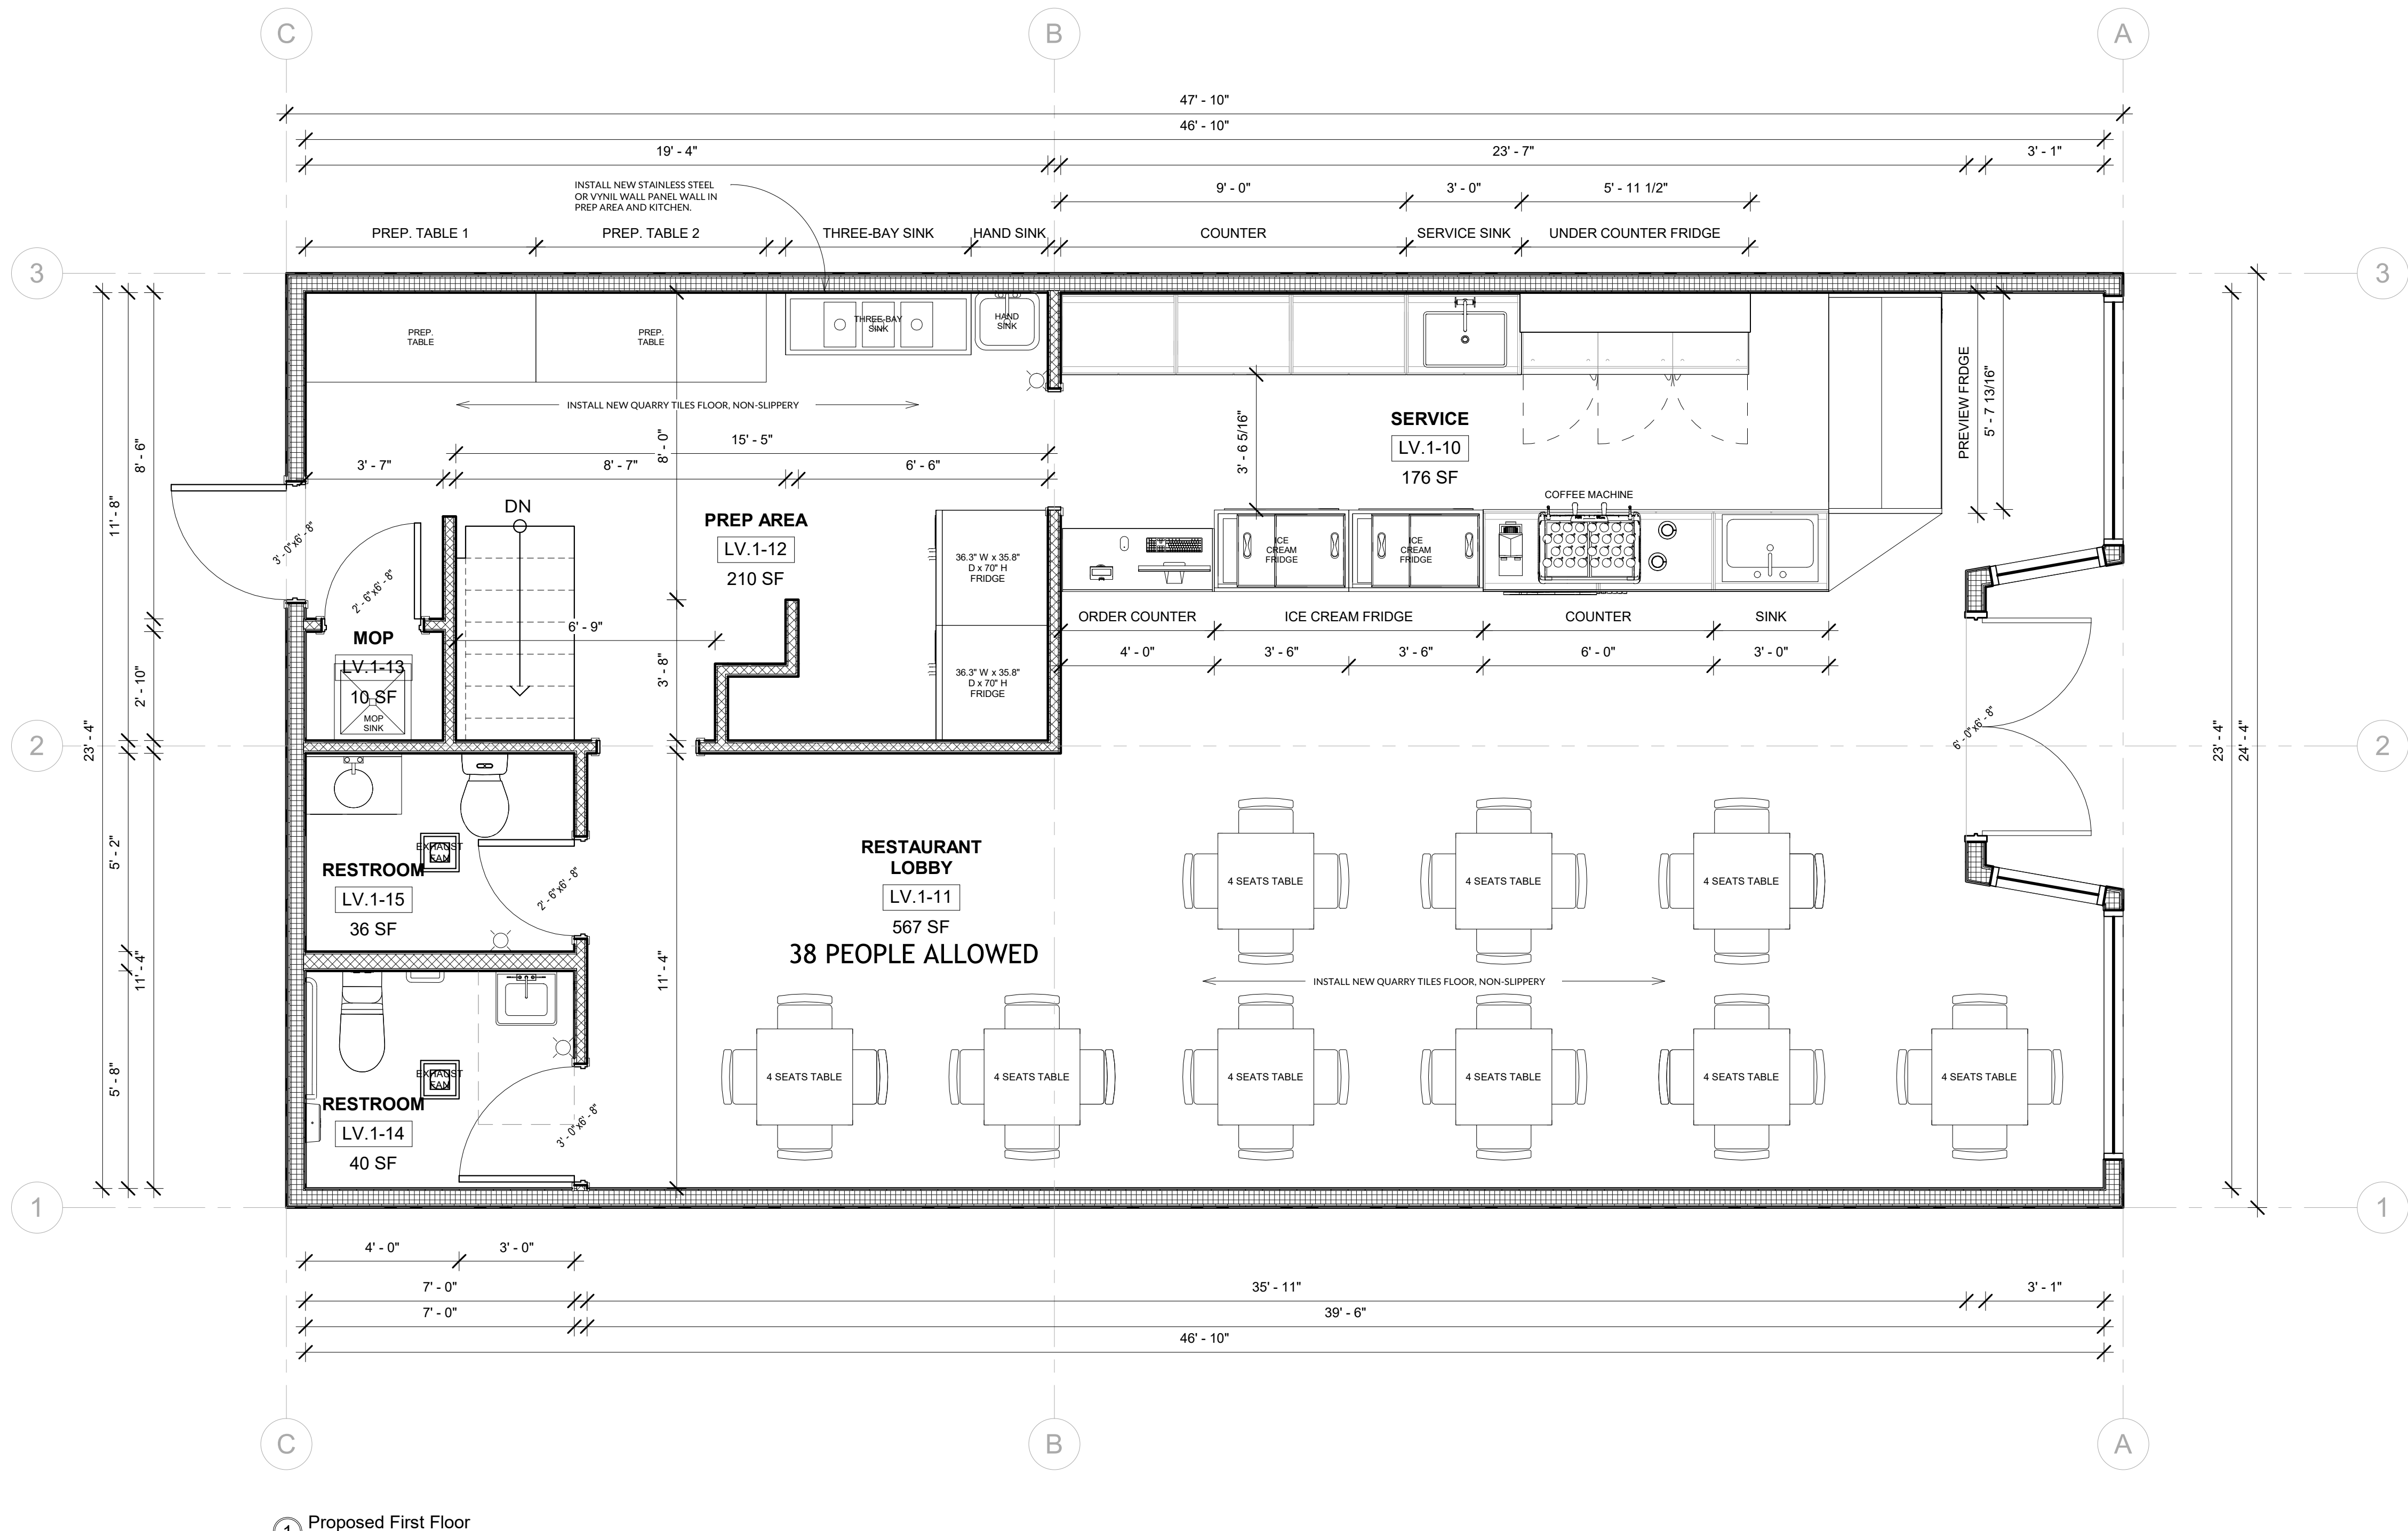 C
B
A
47' - 10"
46' - 10"
19' - 4"
23' - 7"
3' - 1"
INSTALL NEW STAINLESS STEEL
OR VYNIL WALL PANEL WALL IN
PREP AREA AND KITCHEN.
9' - 0"
3' - 0"
5' - 11 1/2"
PREP. TABLE 1
PREP. TABLE 2
THREE-BAY SINK
HAND SINK
COUNTER
SERVICE SINK
UNDER COUNTER FRIDGE
3
3
PREP.
TABLE
PREP.
TABLE
THREE-BAY
SINK
HAND
SINK
INSTALL NEW QUARRY TILES FLOOR, NON-SLIPPERY
15' - 5"
3' - 7"
8' - 7"
8' - 0"
6' - 6"
3' - 6 5/16"
SERVICE
LV.1-10
176 SF
PREVIEW FRDGE
5' - 7 13/16"
8' - 6"
11' - 8"
COFFEE MACHINE
DN
PREP AREA
LV.1-12
210 SF
3' - 0"x6' - 8"
2' - 6"x6' - 8"
36.3" W x 35.8"
D x 70" H
FRIDGE
ICE
CREAM
FRIDGE
ICE
CREAM
FRIDGE
ORDER COUNTER
ICE CREAM FRIDGE
COUNTER
SINK
4' - 0"
3' - 6"
3' - 6"
6' - 0"
3' - 0"
MOP
LV.1-13
10 SF
MOP
SINK
6' - 9"
3' - 8"
36.3" W x 35.8"
D x 70" H
FRIDGE
2' - 10"
23' - 4"
6' - 0"x6' - 8"
2
2
23' - 4"
24' - 4"
5' - 2"
EXHAUST
FAN
RESTROOM
LV.1-15
36 SF
2' - 6"x6' - 8"
RESTAURANT
LOBBY
LV.1-11
567 SF
38 PEOPLE ALLOWED
4 SEATS TABLE
4 SEATS TABLE
4 SEATS TABLE
11' - 4"
11' - 4"
INSTALL NEW QUARRY TILES FLOOR, NON-SLIPPERY
5' - 8"
EXHAUST
FAN
RESTROOM
LV.1-14
40 SF
3' - 0"x6' - 8"
4 SEATS TABLE
4 SEATS TABLE
4 SEATS TABLE
4 SEATS TABLE
4 SEATS TABLE
4 SEATS TABLE
1
1
4' - 0"
3' - 0"
7' - 0"
35' - 11"
3' - 1"
7' - 0"
39' - 6"
46' - 10"
C
B
A
1
Proposed First Floor